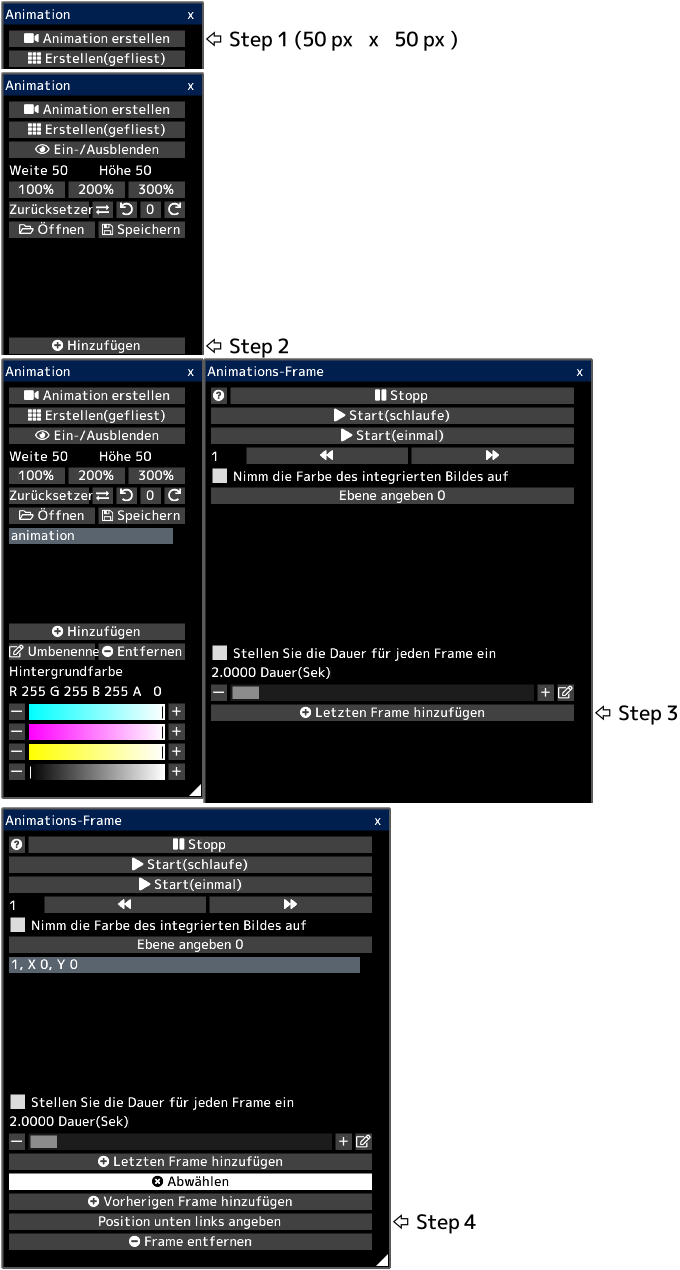 Animation x
Animation erstellen
Step 1 (50 px x 50 px )
Erstellen(gefliest)
Animation x
Animation erstellen
Erstellen(gefliest)
Ein-/Ausblenden
Weite 50 Höhe 50
100% 200% 300%
Zurücksetzer 0
Öffnen Speichern
Hinzufügen
Step 2
Animation x
Animation erstellen
Erstellen(gefliest)
Ein-/Ausblenden
Weite 50 Höhe 50
100% 200% 300%
Zurücksetzer 0
Öffnen Speichern
animation
Hinzufügen
Umbenenne Entfernen
Hintergrundfarbe
R 255 G 255 B 255 A 0
Animations-Frame x
? Stopp
Start(schlaufe)
Start(einmal)
1
Nimm die Farbe des integrierten Bildes auf
Ebene angeben 0
Stellen Sie die Dauer für jeden Frame ein
2.0000 Dauer(Sek)
Letzten Frame hinzufügen
Step 3
Animations-Frame x
? Stopp
Start(schlaufe)
Start(einmal)
1
Nimm die Farbe des integrierten Bildes auf
Ebene angeben 0
1, X 0, Y 0
Stellen Sie die Dauer für jeden Frame ein
2.0000 Dauer(Sek)
Letzten Frame hinzufügen
Abwählen
Vorherigen Frame hinzufügen
Position unten links angeben
Step 4
Frame entfernen